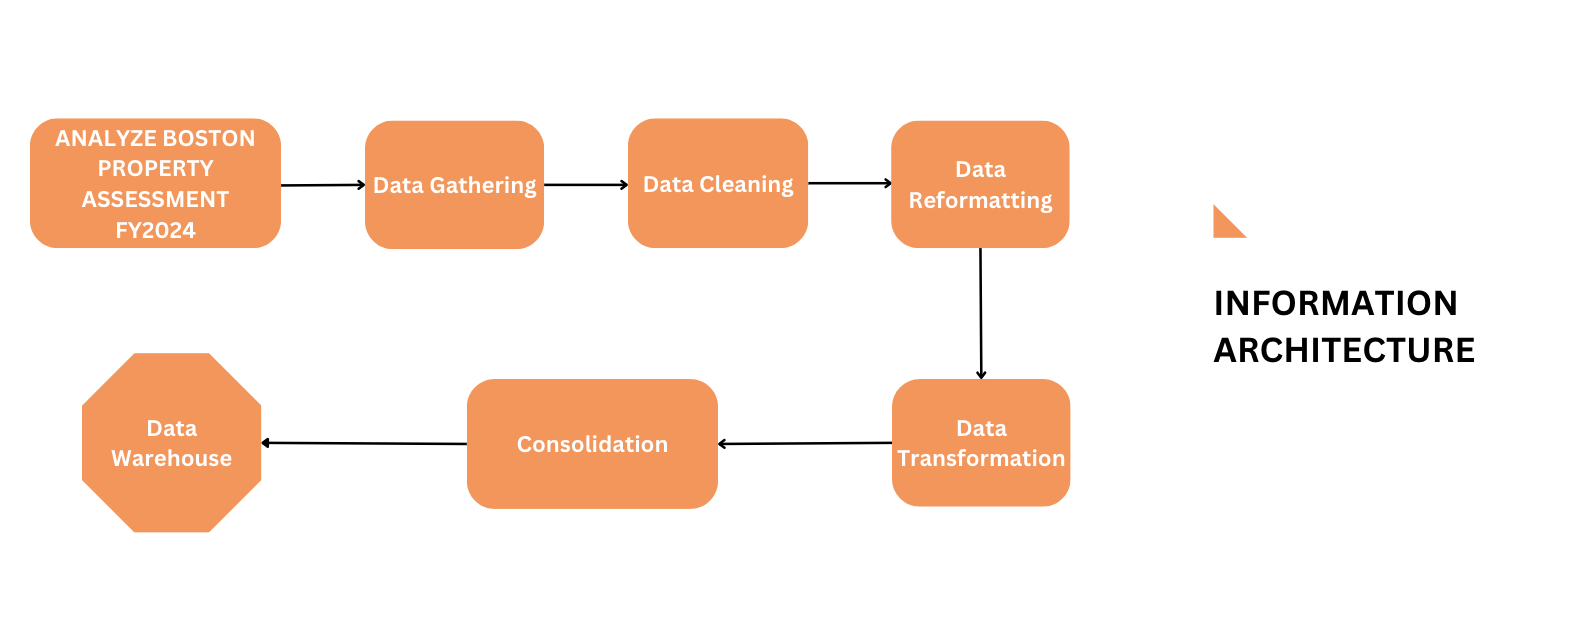 ANALYZE BOSTON
PROPERTY
ASSESSMENT
FY2024
Data Gathering
Data Cleaning
Data
Reformatting
INFORMATION
ARCHITECTURE
Data
Warehouse
Consolidation
Data
Transformation